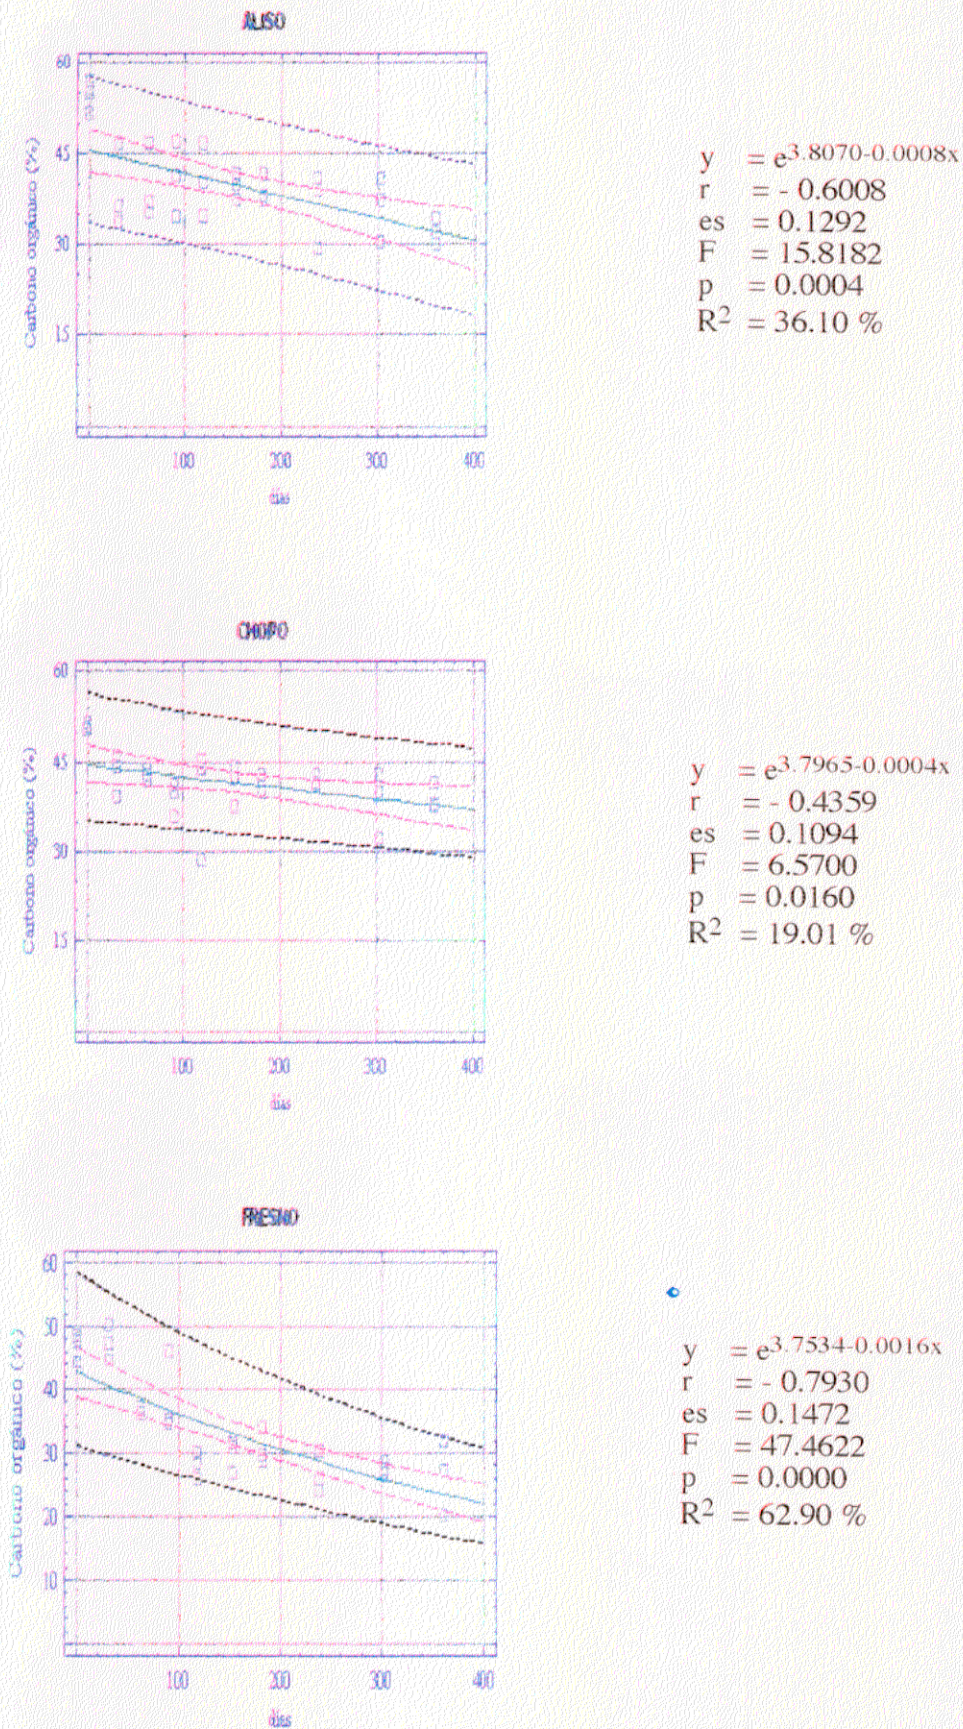 ALISO
60
45
30
15
Carbono orgánico (%)
100 200 300 400
días
y = e3.8070-0.0008x
r = - 0.6008
es = 0.1292
F = 15.8182
p = 0.0004
R2 = 36.10 %
CHOPO
60
45
30
15
Carbono orgánico (%)
100 200 300 400
días
y = e3.7965-0.0004x
r = - 0.4359
es = 0.1094
F = 6.5700
p = 0.0160
R2 = 19.01 %
FRESNO
60
50
40
30
20
10
Carbono orgánico (%)
100 200 300 400
días
y = e3.7534-0.0016x
r = - 0.7930
es = 0.1472
F = 47.4622
p = 0.0000
R2 = 62.90 %